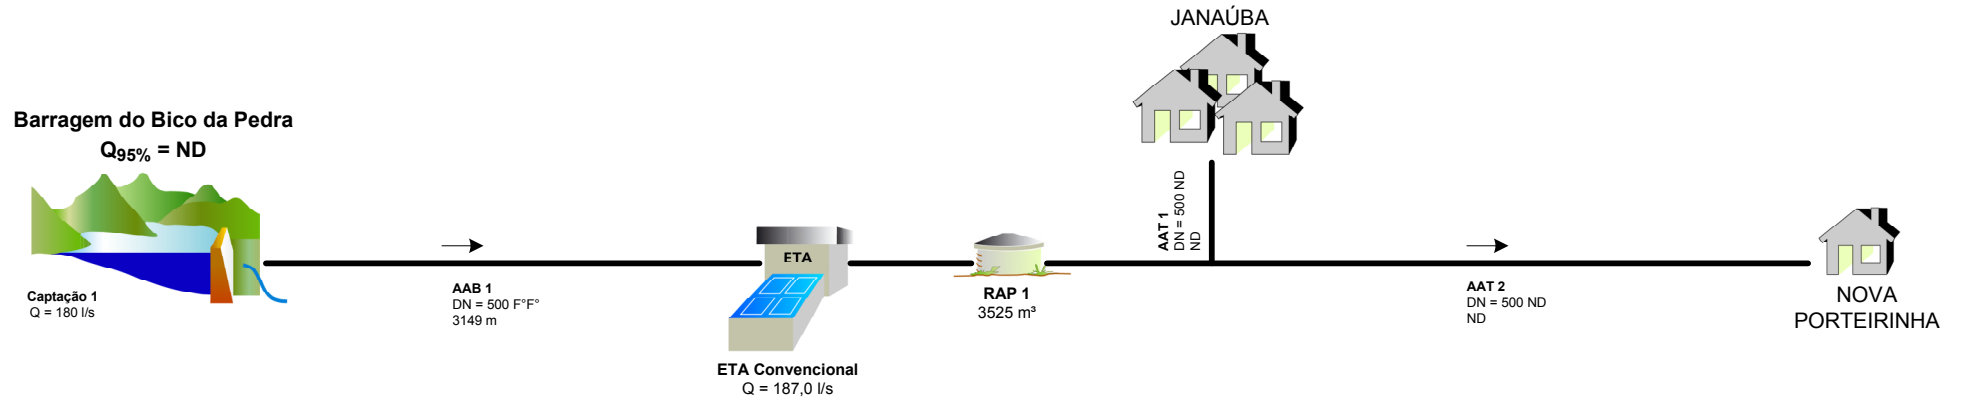 JANAÚBA
Barragem do Bico da Pedra
Q95% = ND
Captação 1
Q = 180 l/s
AAB 1
DN = 500 F°F°
3149 m
ETA
ETA Convencional
Q = 187,0 l/s
RAP 1
3525 m³
AAT 1
DN = 500 ND
ND
AAT 2
DN = 500 ND
ND
NOVA
PORTEIRINHA